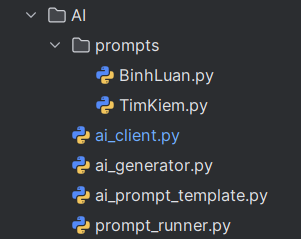 AI
prompts
BinhLuan.py
TimKiem.py
ai_client.py
ai_generator.py
ai_prompt_template.py
prompt_runner.py